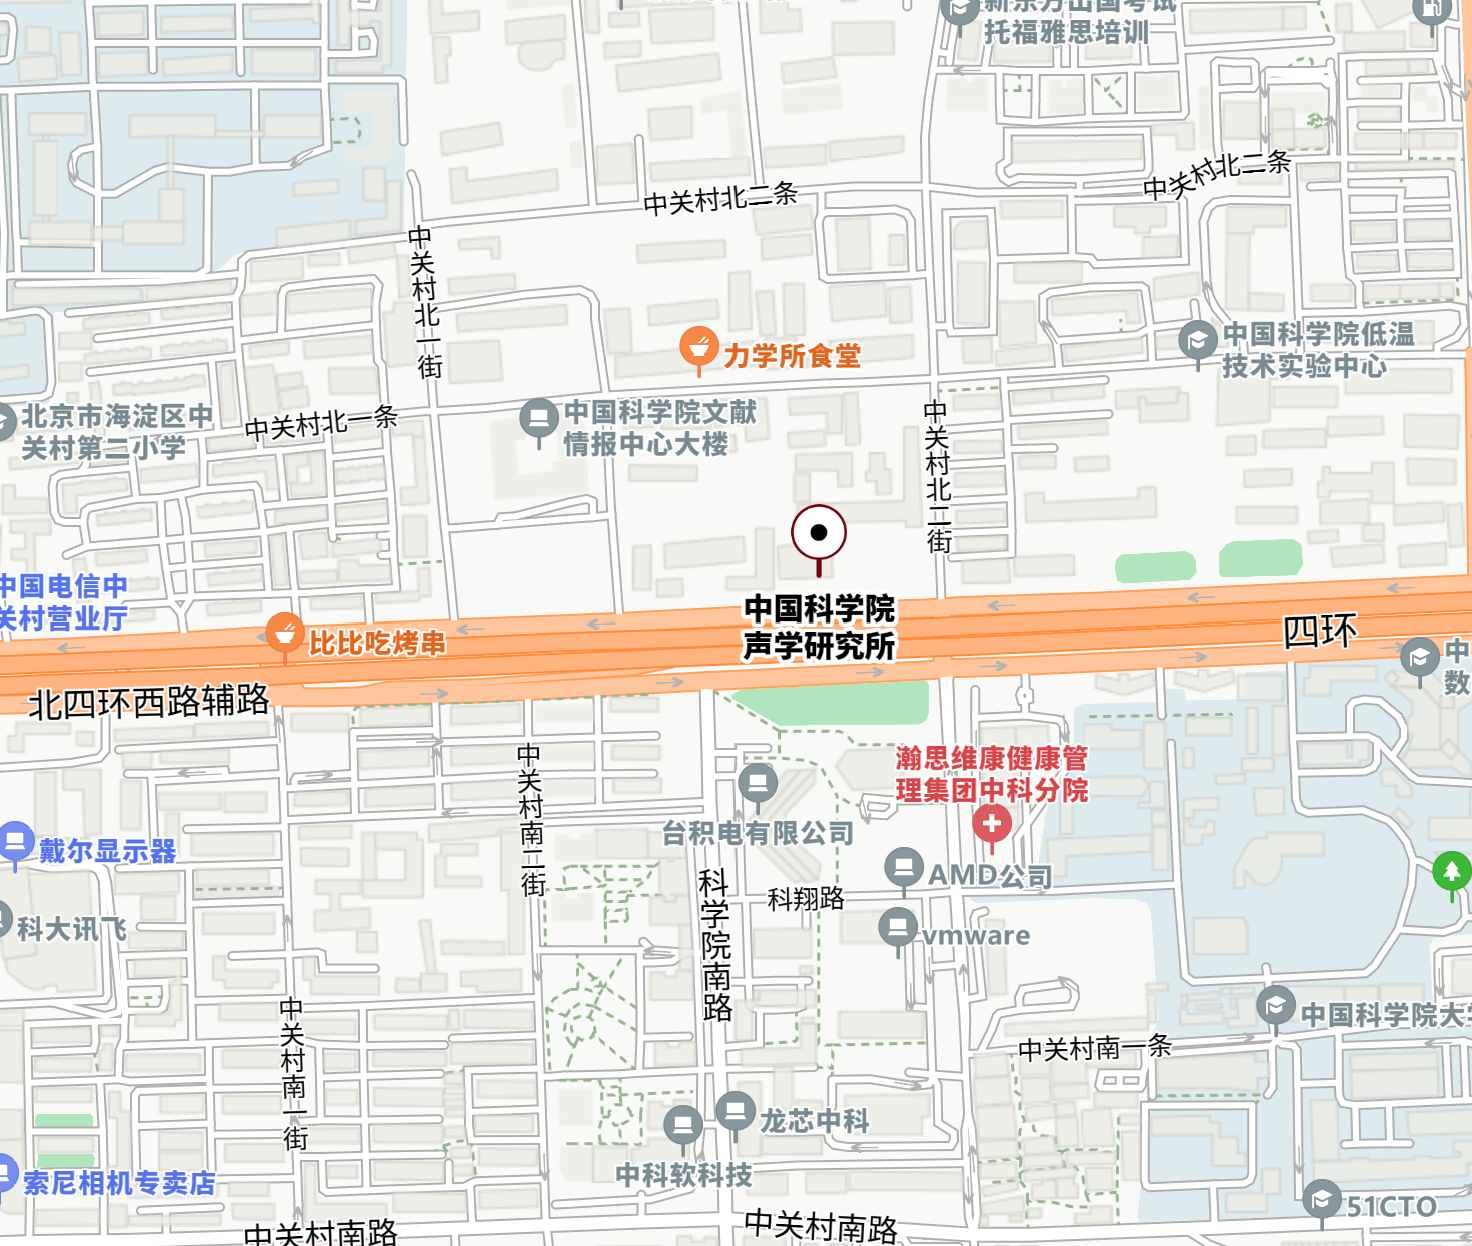 新东方出国考试
托福雅思培训
中关村北二条
中关村北二条
中关村北一街
力学所食堂
中国科学院低温
技术实验中心
北京市海淀区中
关村第二小学
中关村北一条
中国科学院文献
情报中心大楼
中关村北二街
中国电信中
关村营业厅
中国科学院
声学研究所
比比吃烤串
四环
中
数
北四环西路辅路
中关村南二街
瀚思维康健康管
理集团中科分院
台积电有限公司
戴尔显示器
AMD公司
科翔路
科学院南路
科大讯飞
vmware
中关村南一街
中国科学院大学
中关村南一条
龙芯中科
中科软科技
索尼相机专卖店
51CTO
中关村南路
中关村南路